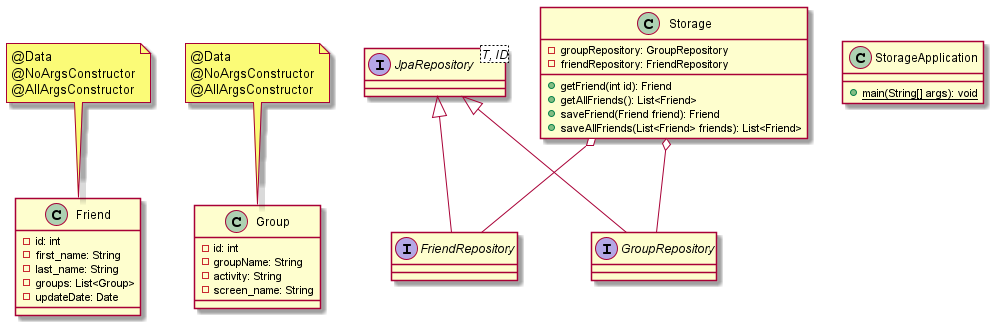 @Data
@NoArgsConstructor
@AllArgsConstructor
C Friend
id: int
first_name: String
last_name: String
groups: List<Group>
updateDate: Date
@Data
@NoArgsConstructor
@AllArgsConstructor
C Group
id: int
groupName: String
activity: String
screen_name: String
T, ID
I JpaRepository
C Storage
groupRepository: GroupRepository
friendRepository: FriendRepository
getFriend(int id): Friend
getAllFriends(): List<Friend>
saveFriend(Friend friend): Friend
saveAllFriends(List<Friend> friends): List<Friend>
I FriendRepository
I GroupRepository
C StorageApplication
main(String[] args): void